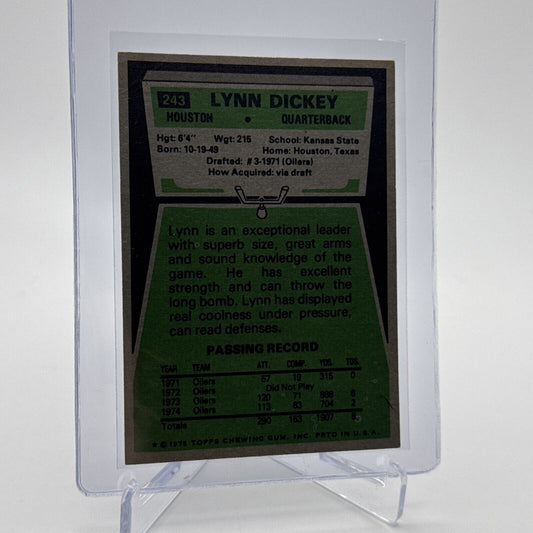 243 LYNN DICKEY
HOUSTON • QUARTERBACK
Hgt: 6'4" Wgt: 215 School: Kansas State
Born: 10-19-49 Home: Houston, Texas
Drafted: #3-1971 (Oilers)
How Acquired: via draft
Lynn is an exceptional leader
with superb size, great arms
and sound knowledge of the
game. He has excellent
strength and can throw the
long bomb. Lynn has displayed
real coolness under pressure,
can read defenses.
PASSING RECORD
YEAR TEAM ATT. COMP. YDS. TDS.
1971 Oilers 57 19 315 0
1972 Oilers Did Not Play
1973 Oilers 120 71 888 6
1974 Oilers 113 63 704 2
Totals 290 153 1907 8
★ © 1975 TOPPS CHEWING GUM, INC. PRTD IN U.S.A.